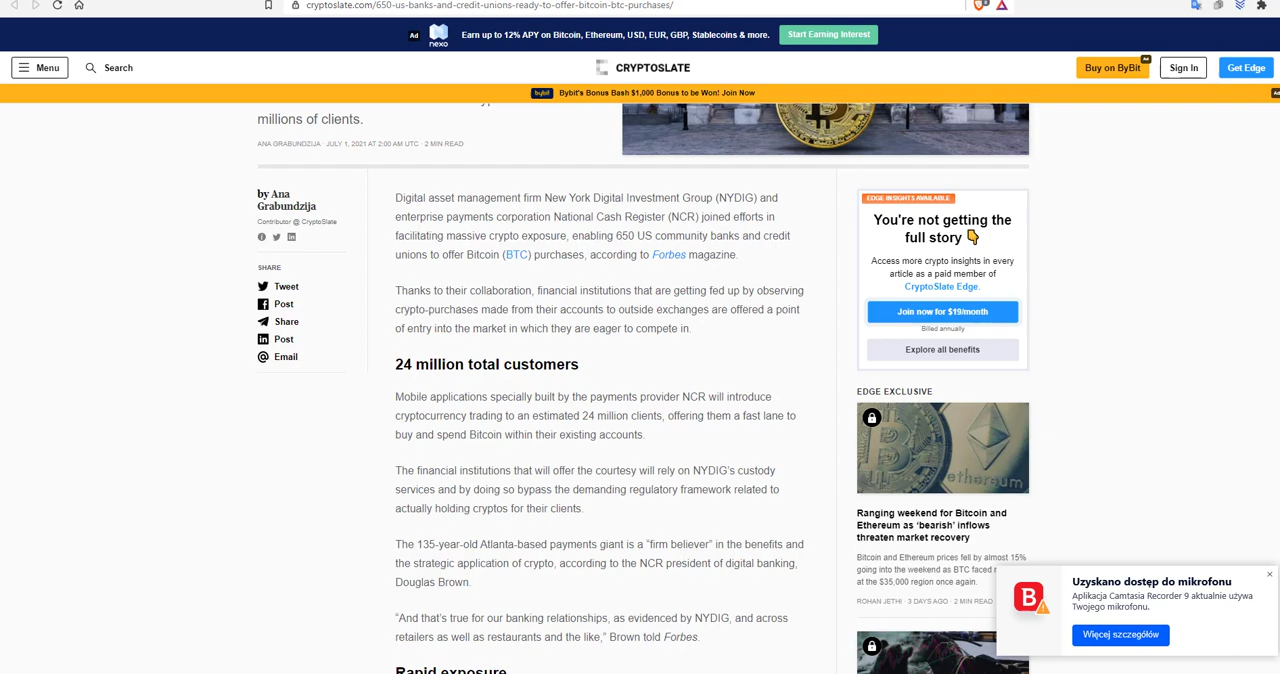 cryptoslate.com/650-us-banks-and-credit-unions-ready-to-offer-bitcoin-btc-purchases/
Ad
nexo
Earn up to 12% APY on Bitcoin, Ethereum, USD, EUR, GBP, Stablecoins & more.
Start Earning Interest
Menu
Search
CRYPTOSLATE
Buy on ByBit
Ad
Sign In
Get Edge
bybit
Bybit's Bonus Bash $1,000 Bonus to be Won! Join Now
Ad
millions of clients.
ANA GRABUNDZIJA · JULY 1, 2021 AT 2:00 AM UTC · 2 MIN READ
by Ana
Grabundzija
Contributor @ CryptoSlate
SHARE
Tweet
Post
Share
Post
Email
Digital asset management firm New York Digital Investment Group (NYDIG) and
enterprise payments corporation National Cash Register (NCR) joined efforts in
facilitating massive crypto exposure, enabling 650 US community banks and credit
unions to offer Bitcoin (BTC) purchases, according to Forbes magazine.
Thanks to their collaboration, financial institutions that are getting fed up by observing
crypto-purchases made from their accounts to outside exchanges are offered a point
of entry into the market in which they are eager to compete in.
24 million total customers
Mobile applications specially built by the payments provider NCR will introduce
cryptocurrency trading to an estimated 24 million clients, offering them a fast lane to
buy and spend Bitcoin within their existing accounts.
The financial institutions that will offer the courtesy will rely on NYDIG's custody
services and by doing so bypass the demanding regulatory framework related to
actually holding cryptos for their clients.
The 135-year-old Atlanta-based payments giant is a “firm believer” in the benefits and
the strategic application of crypto, according to the NCR president of digital banking,
Douglas Brown.
“And that's true for our banking relationships, as evidenced by NYDIG, and across
retailers as well as restaurants and the like,” Brown told Forbes.
Rapid exposure
EDGE INSIGHTS AVAILABLE
You're not getting the
full story 👇
Access more crypto insights in every
article as a paid member of
CryptoSlate Edge.
Join now for $19/month
Billed annually
Explore all benefits
EDGE EXCLUSIVE
ethereum
Ranging weekend for Bitcoin and
Ethereum as ‘bearish’ inflows
threaten market recovery
Bitcoin and Ethereum prices fell by almost 15%
going into the weekend as BTC faced
at the $35,000 region once again.
ROHAN JETHI · 3 DAYS AGO · 2 MIN READ
B
Uzyskano dostęp do mikrofonu
Aplikacja Camtasia Recorder 9 aktualnie używa
Twojego mikrofonu.
Więcej szczegółów